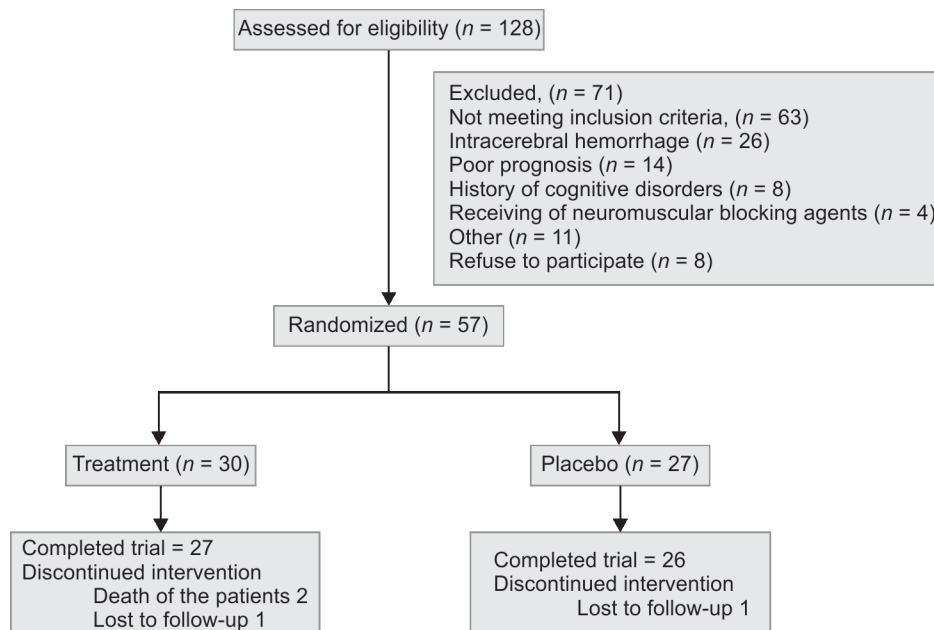 Assessed for eligibility (n = 128)
Excluded, (n = 71)
Not meeting inclusion criteria, (n = 63)
Intracerebral hemorrhage (n = 26)
Poor prognosis (n = 14)
History of cognitive disorders (n = 8)
Receiving of neuromuscular blocking agents (n = 4)
Other (n = 11)
Refuse to participate (n = 8)
Randomized (n = 57)
Treatment (n = 30)
Placebo (n = 27)
Completed trial = 27
Discontinued intervention
Death of the patients 2
Lost to follow-up 1
Completed trial = 26
Discontinued intervention
Lost to follow-up 1